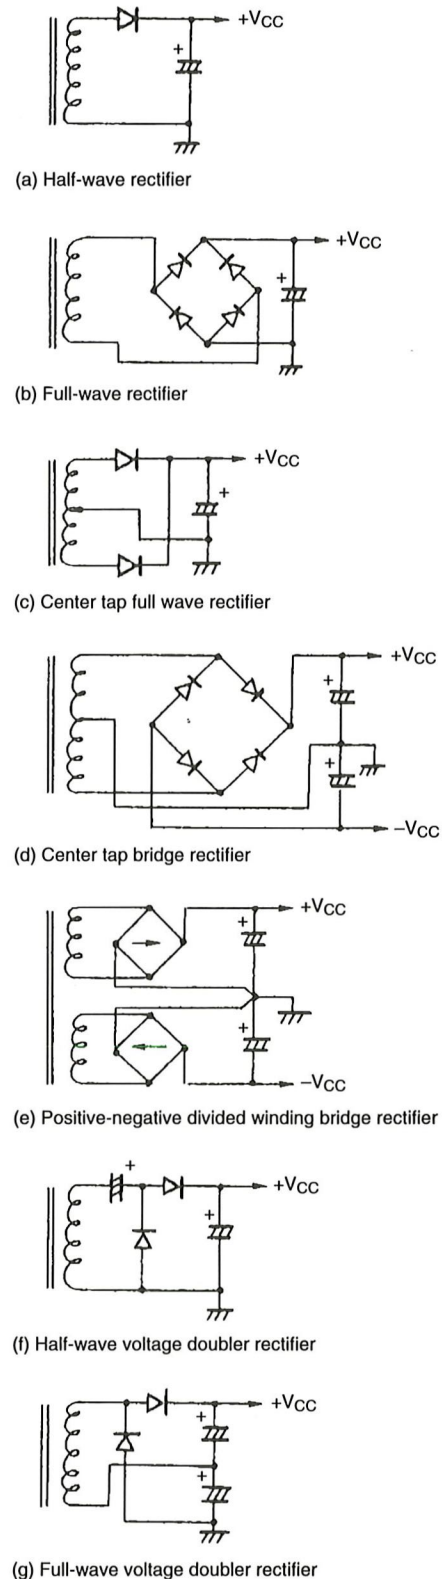 +VCC
+
(a) Half-wave rectifier
+VCC
+
(b) Full-wave rectifier
+VCC
+
(c) Center tap full wave rectifier
+VCC
+
+
−VCC
(d) Center tap bridge rectifier
+VCC
+
+
−VCC
(e) Positive-negative divided winding bridge rectifier
+
+VCC
+
(f) Half-wave voltage doubler rectifier
+VCC
+
+
(g) Full-wave voltage doubler rectifier